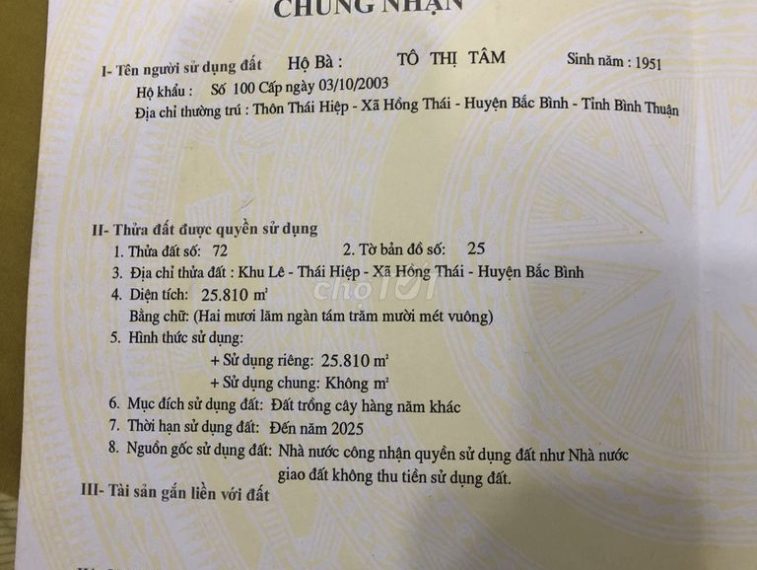 CHỨNG NHẬN
I- Tên người sử dụng đất Hộ Bà : TÔ THỊ TÂM Sinh năm : 1951
Hộ khẩu : Số 100 Cấp ngày 03/10/2003
Địa chỉ thường trú : Thôn Thái Hiệp - Xã Hồng Thái - Huyện Bắc Bình - Tỉnh Bình Thuận
II- Thửa đất được quyền sử dụng
1. Thửa đất số: 72 2. Tờ bản đồ số: 25
3. Địa chỉ thửa đất : Khu Lê - Thái Hiệp - Xã Hồng Thái - Huyện Bắc Bình
4. Diện tích: 25.810 m²
chợTỐT
Bằng chữ: (Hai mươi lăm ngàn tám trăm mười mét vuông)
5. Hình thức sử dụng:
+ Sử dụng riêng: 25.810 m²
+ Sử dụng chung: Không m²
6. Mục đích sử dụng đất: Đất trồng cây hàng năm khác
7. Thời hạn sử dụng đất: Đến năm 2025
8. Nguồn gốc sử dụng đất: Nhà nước công nhận quyền sử dụng đất như Nhà nước
giao đất không thu tiền sử dụng đất.
III- Tài sản gắn liền với đất